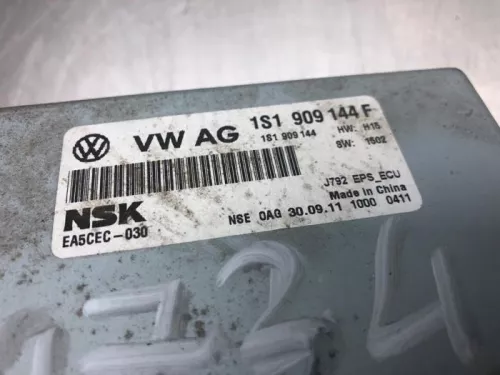 VW AG 1S1 909 144 F
1S1 909 144 HW: H15
SW: 1502
J792 EPS_ECU
Made in China
NSK NSE 0AG 30.09.11 1000 0411
EA5CEC-030
1724